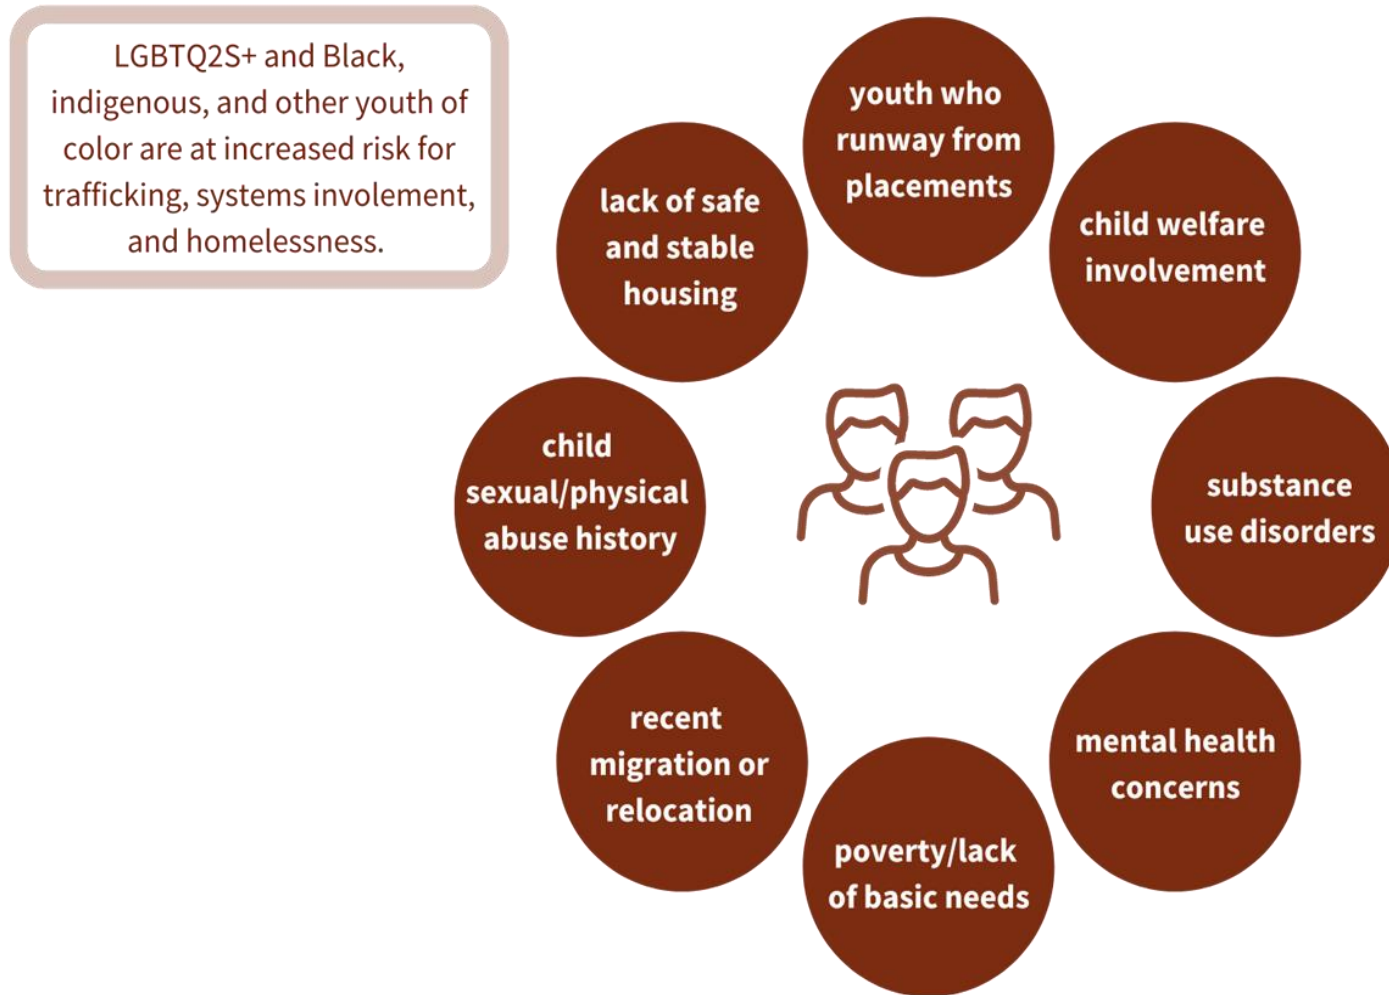 LGBTQ2S+ and Black,
indigenous, and other youth of
color are at increased risk for
trafficking, systems involement,
and homelessness.
youth who
runway from
placements
child welfare
involvement
substance
use disorders
mental health
concerns
poverty/lack
of basic needs
recent
migration or
relocation
child
sexual/physical
abuse history
lack of safe
and stable
housing